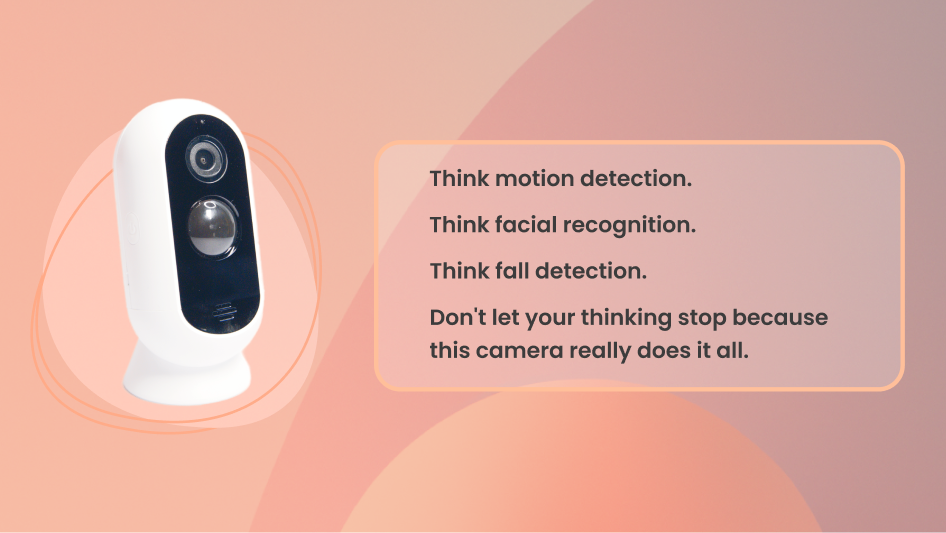 Think motion detection.
Think facial recognition.
Think fall detection.
Don't let your thinking stop because
this camera really does it all.